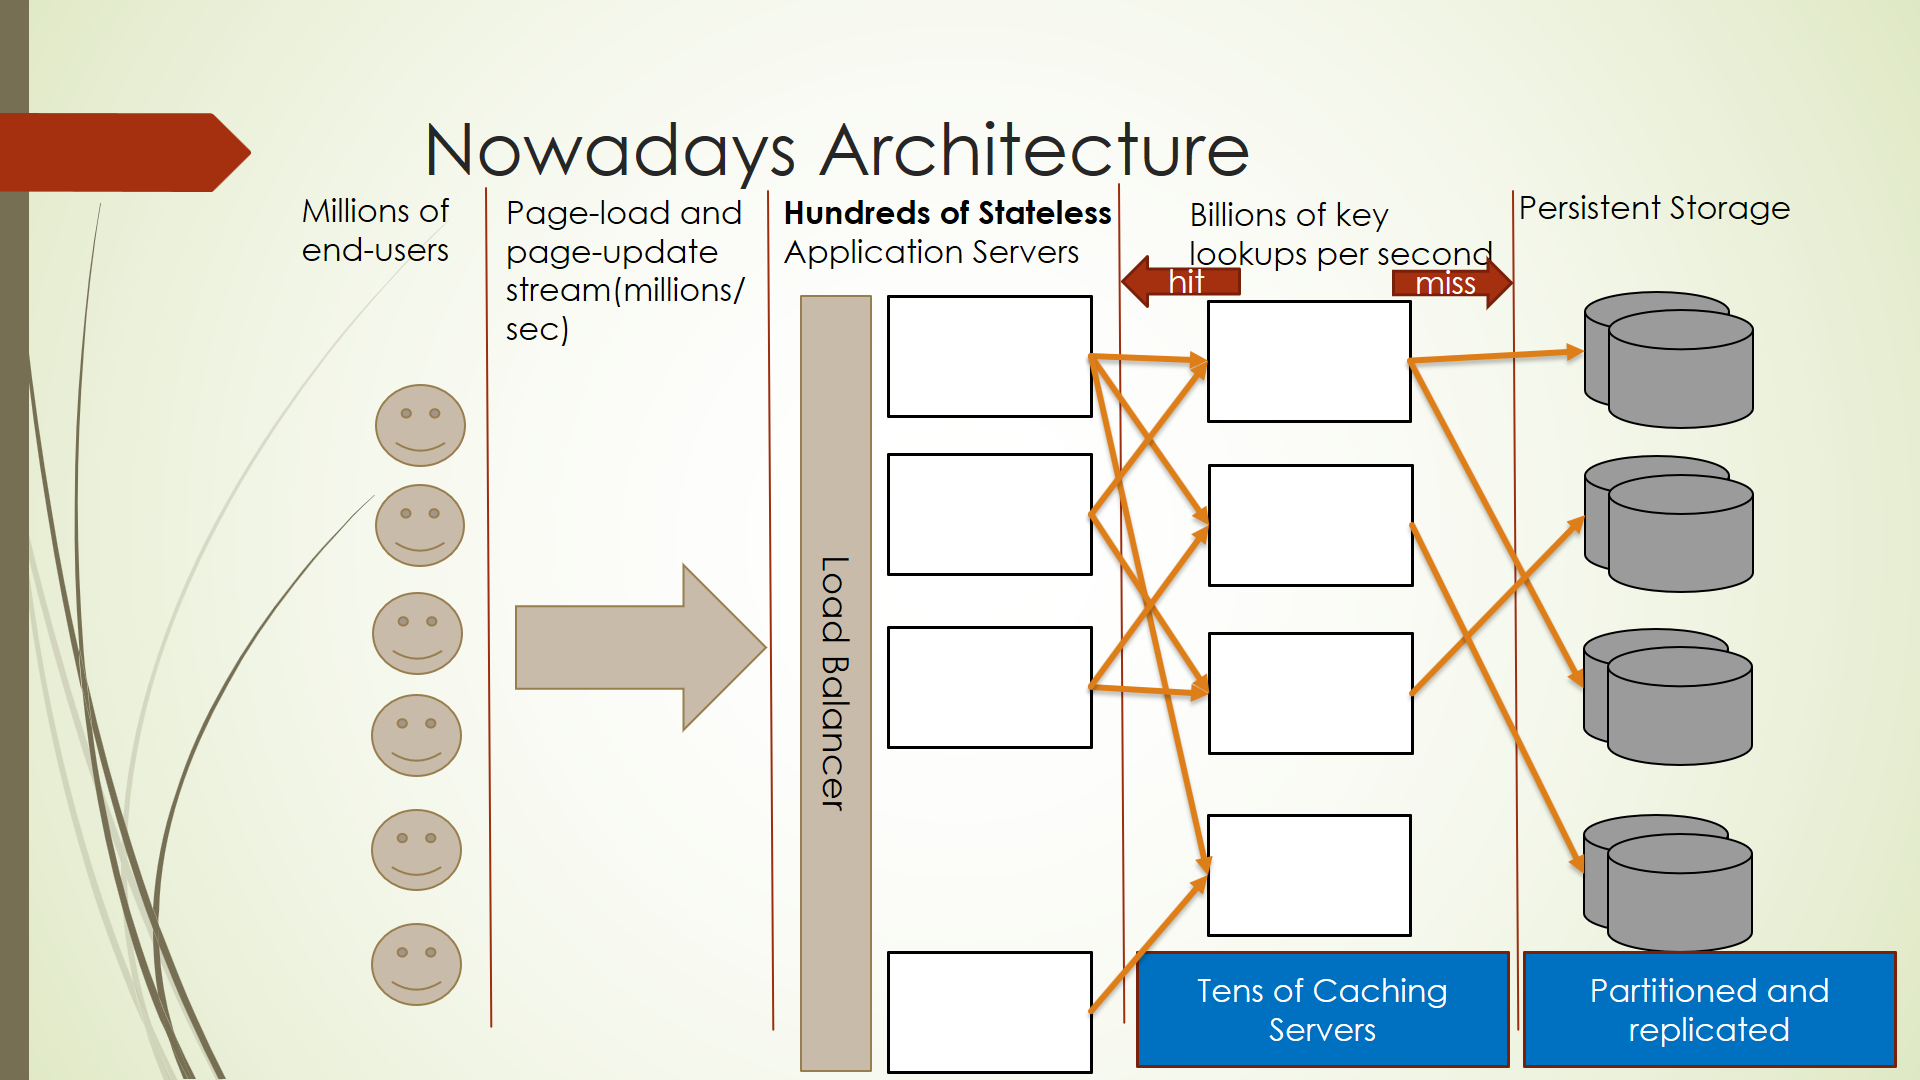 Nowadays Architecture
Millions of
end-users
Page-load and
page-update
stream(millions/
sec)
Hundreds of Stateless
Application Servers
Billions of key
lookups per second
Persistent Storage
hit
miss
Load Balancer
Tens of Caching
Servers
Partitioned and
replicated